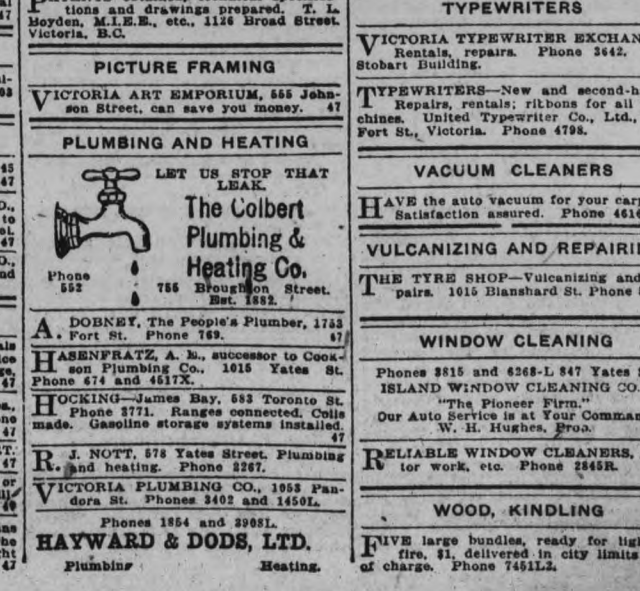 tions and drawings prepared. T. L.
Boyden, M.I.E.E., etc., 1126 Broad Street.
Victoria, B.C.
PICTURE FRAMING
VICTORIA ART EMPORIUM, 555 John-
son Street, can save you money. 47
PLUMBING AND HEATING
LET US STOP THAT
LEAK.
The Colbert
Plumbing &
Heating Co.
Phone
552
755 Broughton Street.
Est. 1882.
A. DOBNEY, The People's Plumber, 1753
Fort St. Phone 769. 47
HASENFRATZ, A. E., successor to Cook-
son Plumbing Co., 1015 Yates St.
Phone 674 and 4517X.
HOCKING—James Bay, 583 Toronto St.
Phone 3771. Ranges connected. Coils
made. Gasoline storage systems installed.
47
R. J. NOTT, 578 Yates Street. Plumbing
and heating. Phone 2267.
VICTORIA PLUMBING CO., 1053 Pan-
dora St. Phones 3402 and 1450L.
Phones 1854 and 3908L.
HAYWARD & DODS, LTD.
Plumbing Heating.
TYPEWRITERS
VICTORIA TYPEWRITER EXCHAN
Rentals, repairs. Phone 3642.
Stobart Building.
TYPEWRITERS—New and second-h
Repairs, rentals; ribbons for all
chines. United Typewriter Co., Ltd.,
Fort St., Victoria. Phone 4798.
VACUUM CLEANERS
HAVE the auto vacuum for your car
Satisfaction assured. Phone 461
VULCANIZING AND REPAIRI
THE TYRE SHOP—Vulcanizing and
pairs. 1015 Blanshard St. Phone
WINDOW CLEANING
Phones 3815 and 6268-L 847 Yates
ISLAND WINDOW CLEANING CO.
"The Pioneer Firm."
Our Auto Service is at Your Comman
W. H. Hughes, Prop.
RELIABLE WINDOW CLEANERS,
tor work, etc. Phone 2845R.
WOOD, KINDLING
FIVE large bundles, ready for lig
fire, $1, delivered in city limits
of charge. Phone 7451L2.